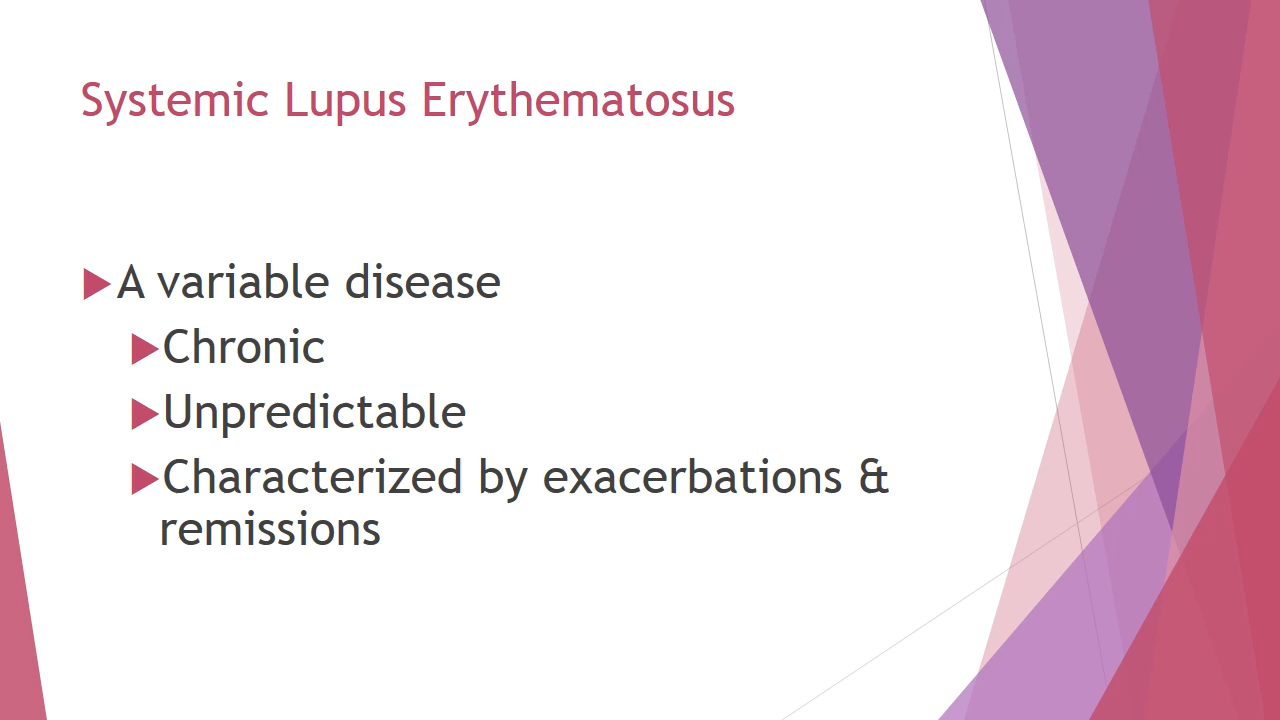 Systemic Lupus Erythematosus
A variable disease
Chronic
Unpredictable
Characterized by exacerbations &
remissions